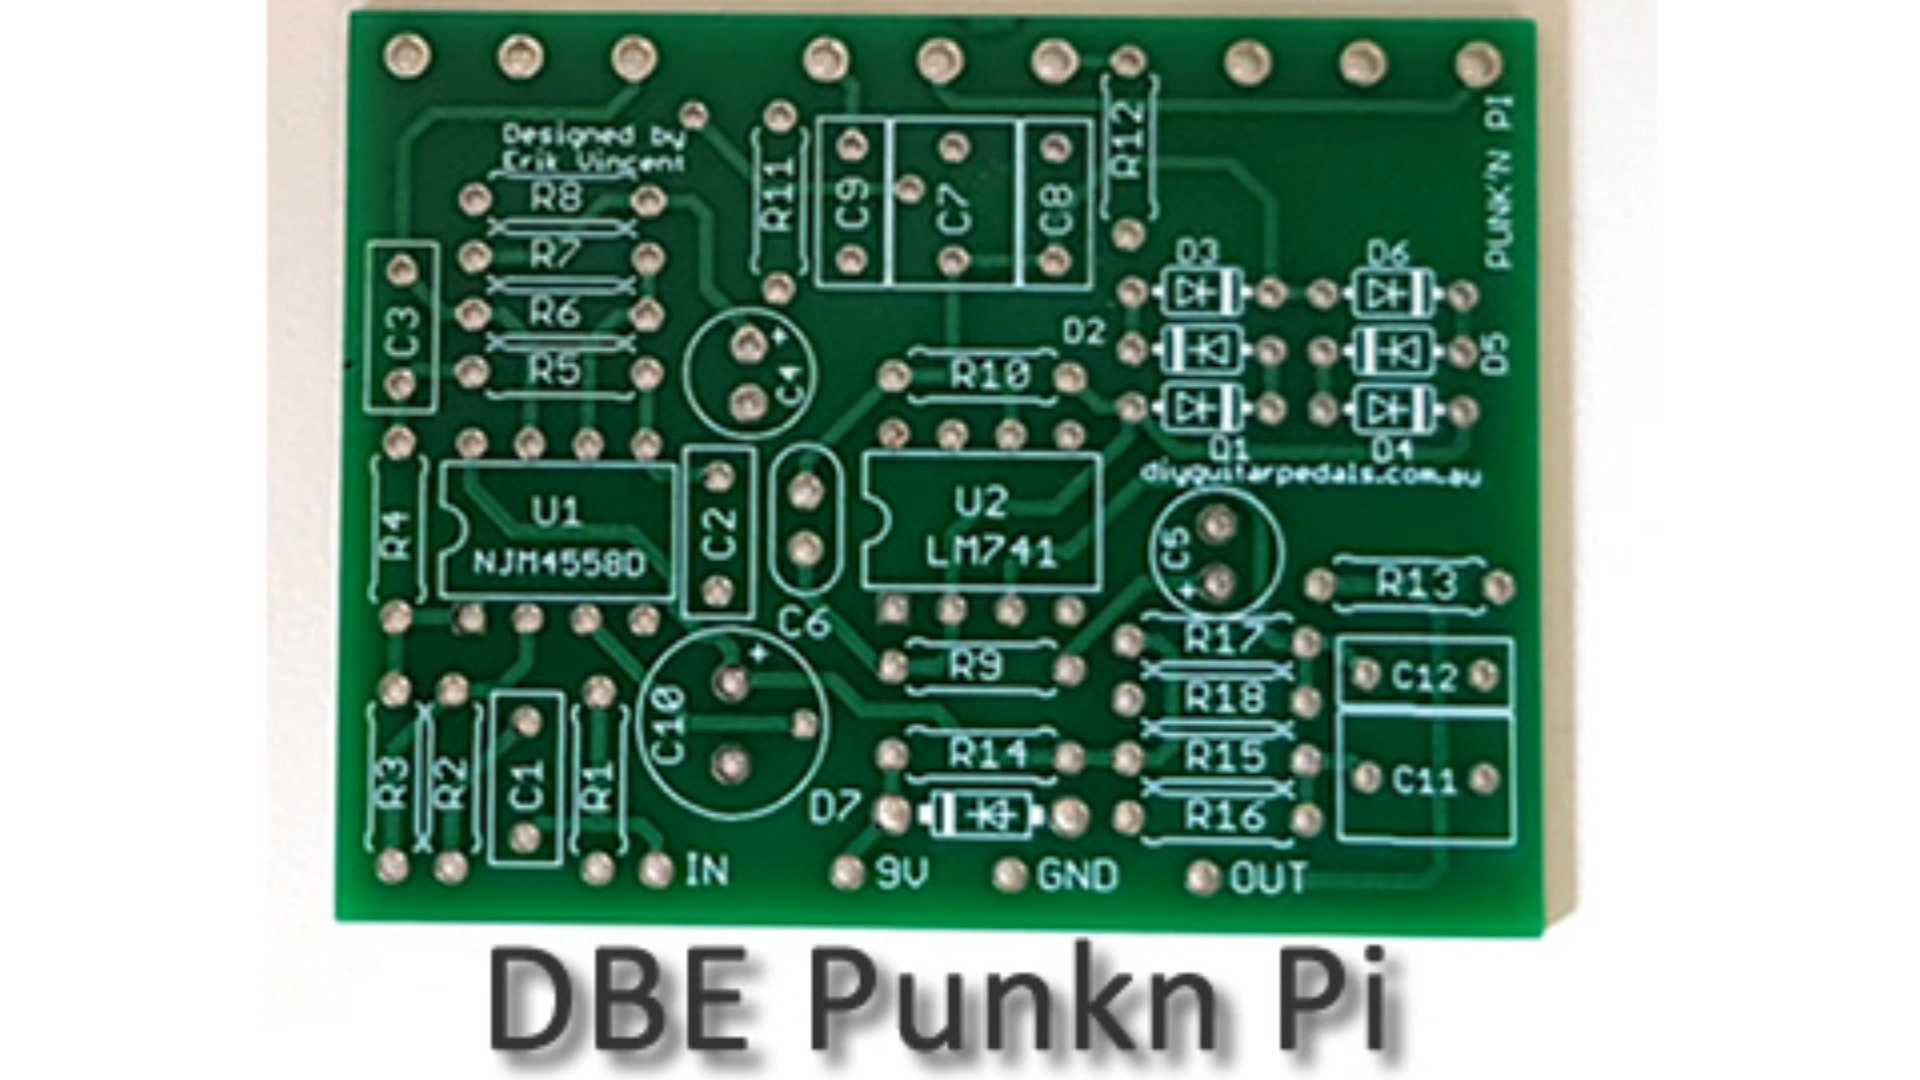 Designed by
Erik Vincent
R8
R7
R6
R5
C3
R4
U1
NJM4558D
C2
C4
+
R11
C9
C7
C8
R12
PUNK'N PI
D3
D6
D2
D5
D1
D4
diyguitarpedals.com.au
R10
U2
LM741
C6
C5
+
R13
R9
R17
R18
R15
R16
C12
C11
C10
+
R14
D7
R3
R2
C1
R1
IN
9V
GND
OUT
DBE Punkn Pi